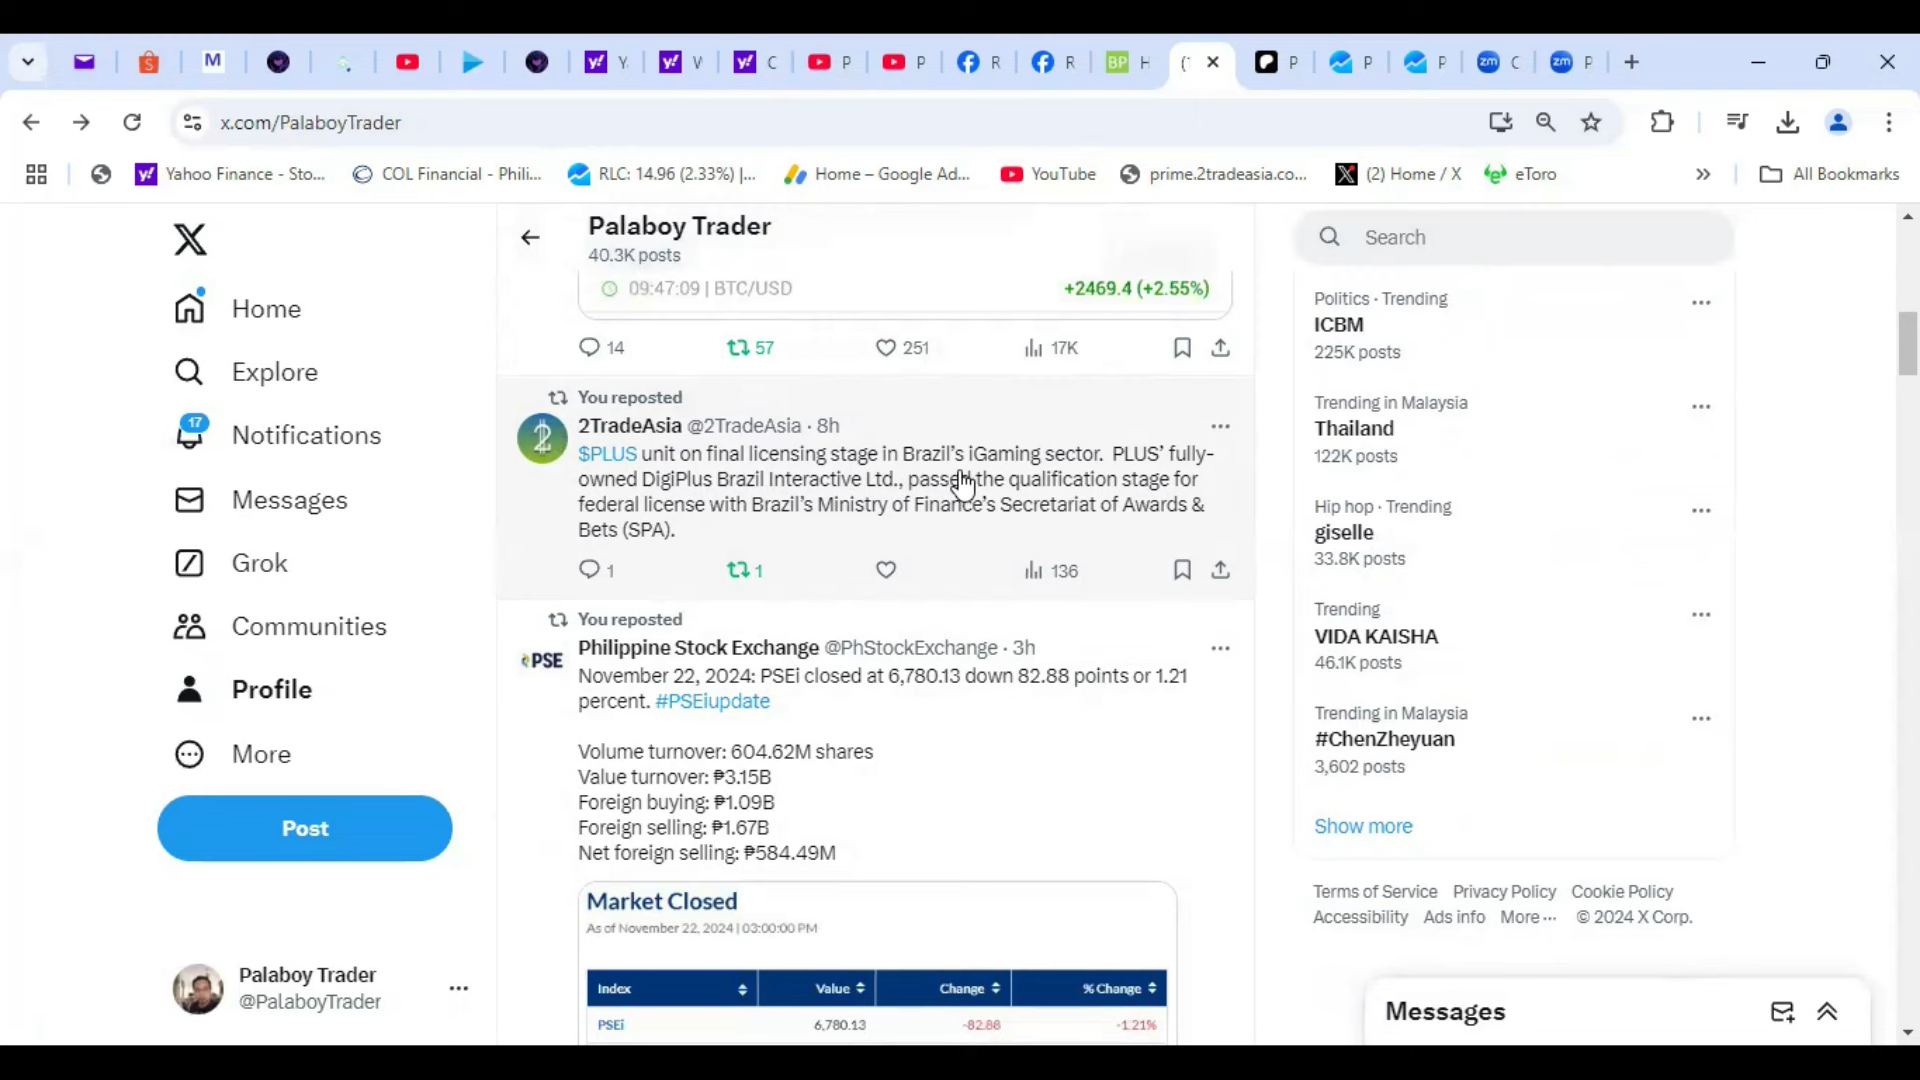 Y
V
C
P
P
R
R
H
(
P
P
P
C
P
x.com/PalaboyTrader
Yahoo Finance - Sto...
COL Financial - Phili...
RLC: 14.96 (2.33%) |...
Home – Google Ad...
YouTube
prime.2tradeasia.co...
(2) Home / X
eToro
All Bookmarks
Home
Explore
17
Notifications
Messages
Grok
Communities
Profile
More
Post
Palaboy Trader
@PalaboyTrader
Palaboy Trader
40.3K posts
09:47:09 | BTC/USD
+2469.4 (+2.55%)
14
57
251
17K
You reposted
2TradeAsia @2TradeAsia · 8h
$PLUS unit on final licensing stage in Brazil’s iGaming sector. PLUS’ fully-
owned DigiPlus Brazil Interactive Ltd., passed the qualification stage for
federal license with Brazil’s Ministry of Finance’s Secretariat of Awards &
Bets (SPA).
1
1
136
You reposted
PSE
Philippine Stock Exchange @PhStockExchange · 3h
November 22, 2024: PSEi closed at 6,780.13 down 82.88 points or 1.21
percent. #PSEiupdate
Volume turnover: 604.62M shares
Value turnover: ₱3.15B
Foreign buying: ₱1.09B
Foreign selling: ₱1.67B
Net foreign selling: ₱584.49M
Market Closed
As of November 22, 2024 | 03:00:00 PM
Index
Value
Change
% Change
PSEi
6,780.13
-82.88
-1.21%
Search
Politics · Trending
ICBM
225K posts
Trending in Malaysia
Thailand
122K posts
Hip hop · Trending
giselle
33.8K posts
Trending
VIDA KAISHA
46.1K posts
Trending in Malaysia
#ChenZheyuan
3,602 posts
Show more
Terms of Service Privacy Policy Cookie Policy
Accessibility Ads info More ··· © 2024 X Corp.
Messages